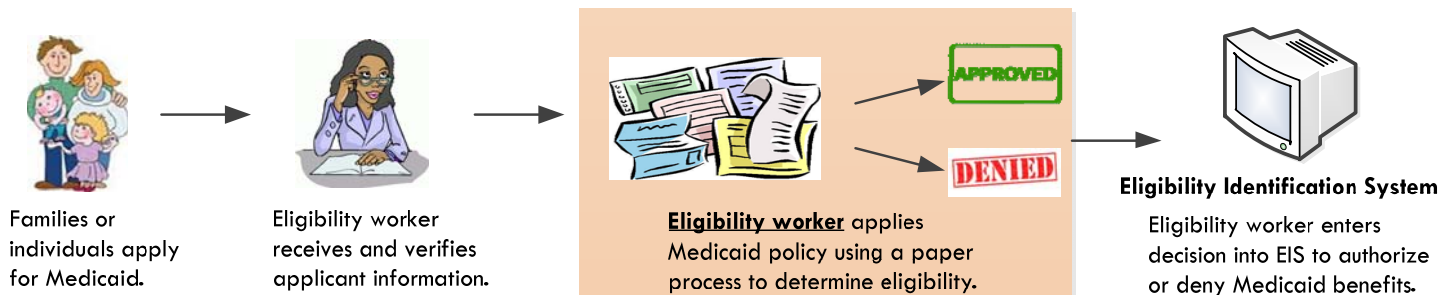 Families or
individuals apply
for Medicaid.
Eligibility worker
receives and verifies
applicant information.
APPROVED
DENIED
Eligibility worker applies
Medicaid policy using a paper
process to determine eligibility.
Eligibility Identification System
Eligibility worker enters
decision into EIS to authorize
or deny Medicaid benefits.